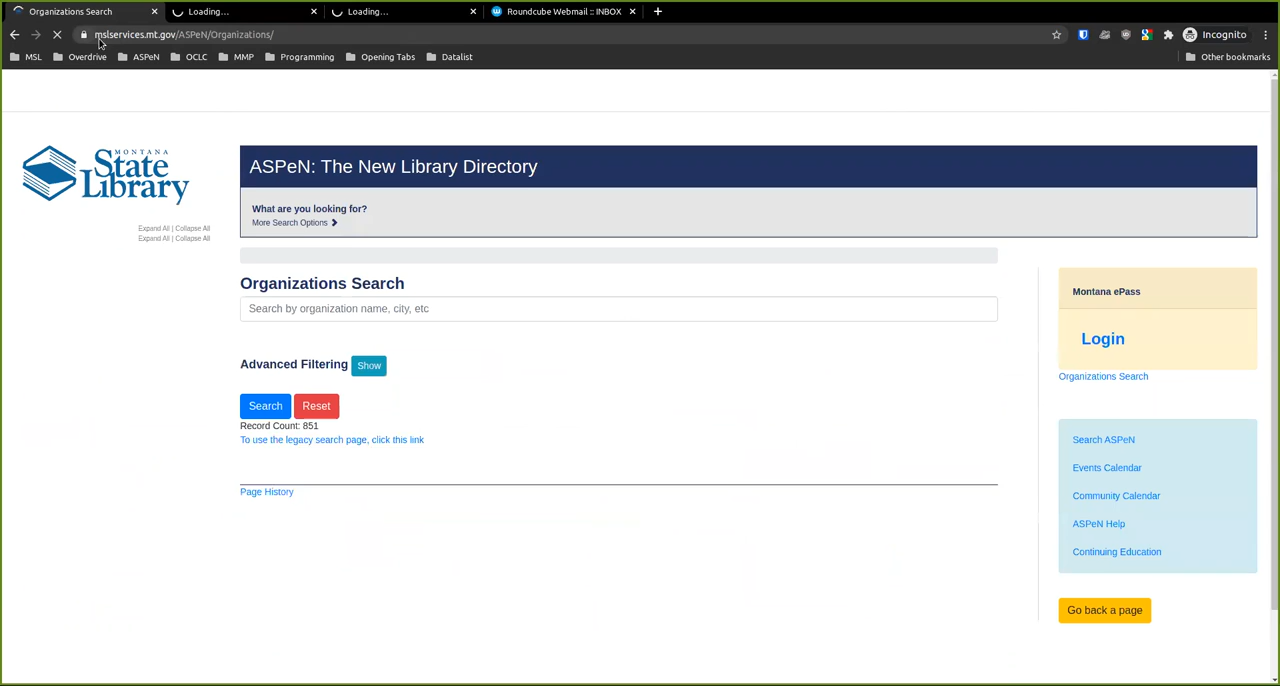 Organizations Search
Loading...
Loading...
Roundcube Webmail :: INBOX
mslservices.mt.gov/ASPeN/Organizations/
Incognito
MSL
Overdrive
ASPeN
OCLC
MMP
Programming
Opening Tabs
Datalist
Other bookmarks
MONTANA
State
Library
Expand All | Collapse All
Expand All | Collapse All
ASPeN: The New Library Directory
What are you looking for?
More Search Options
Organizations Search
Search by organization name, city, etc
Advanced Filtering Show
Search Reset
Record Count: 851
To use the legacy search page, click this link
Page History
Montana ePass
Login
Organizations Search
Search ASPeN
Events Calendar
Community Calendar
ASPeN Help
Continuing Education
Go back a page